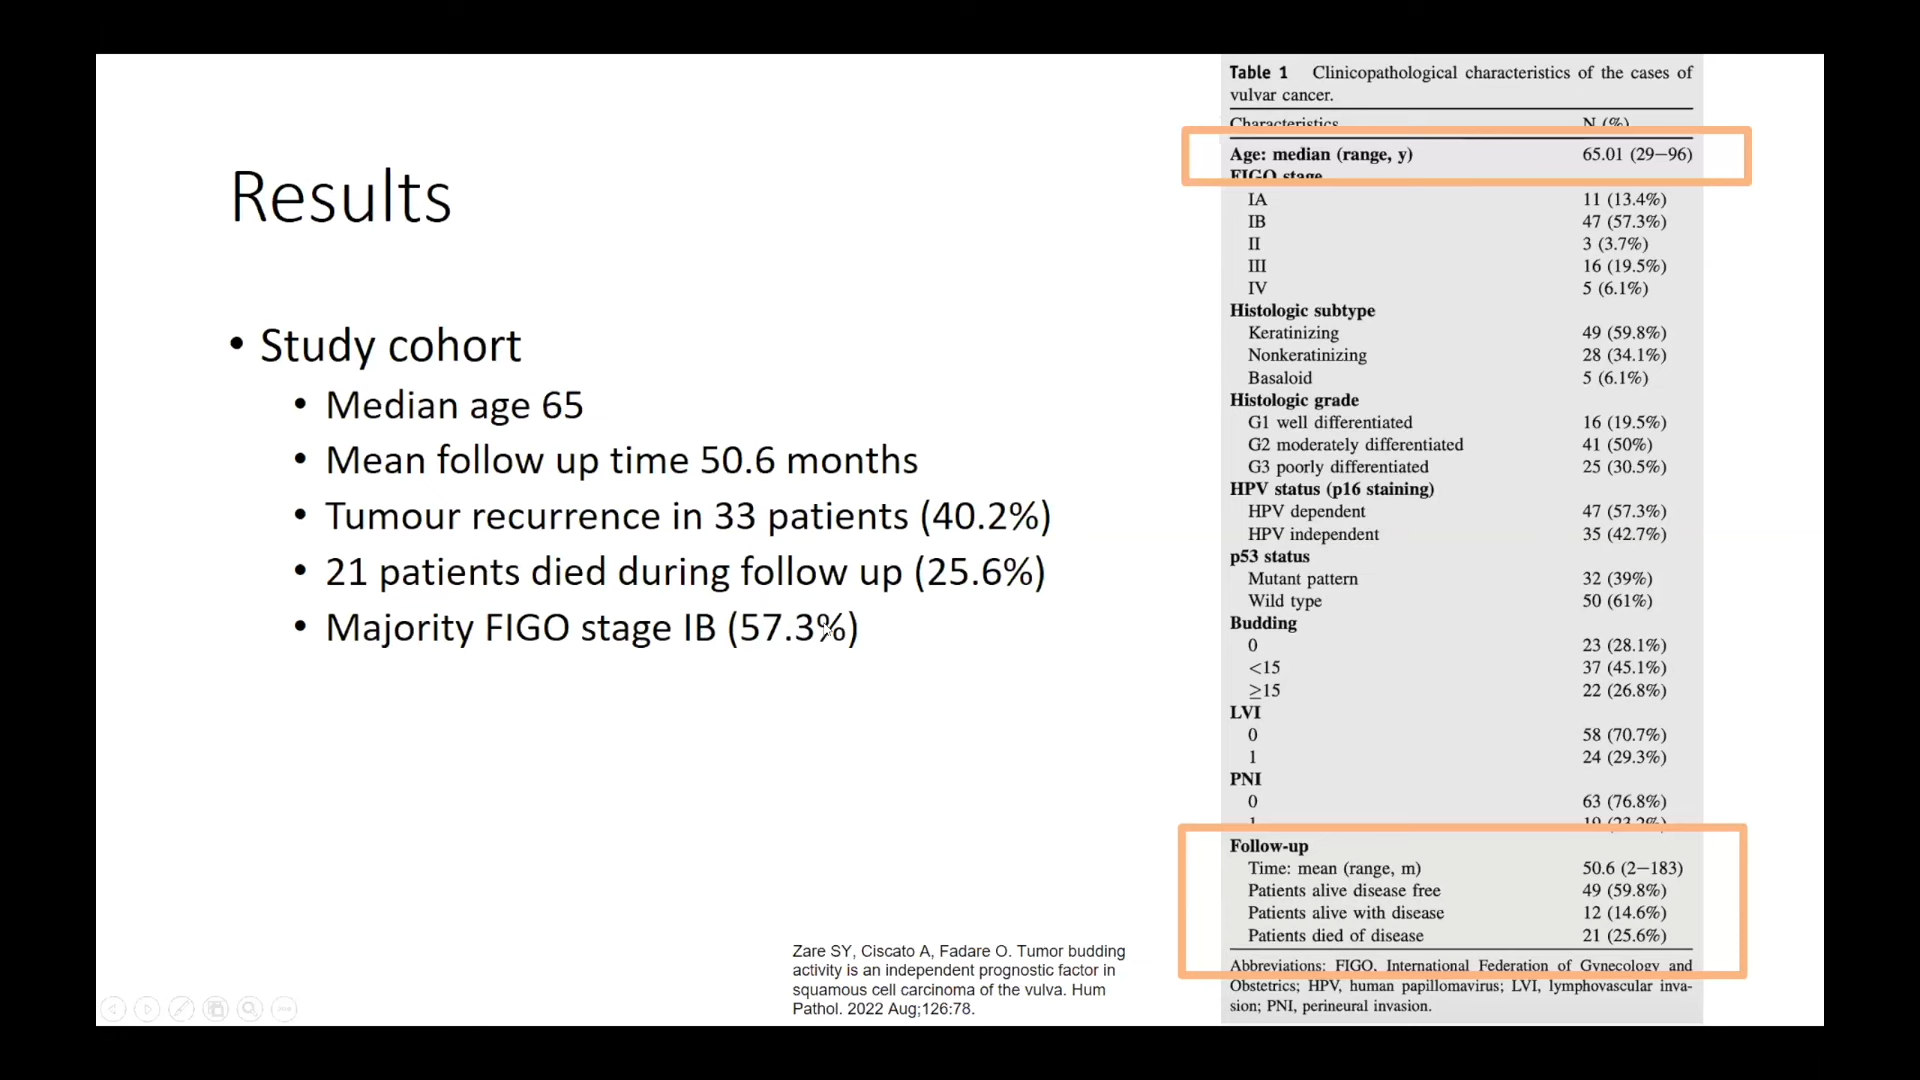 Results
• Study cohort
• Median age 65
• Mean follow up time 50.6 months
• Tumour recurrence in 33 patients (40.2%)
• 21 patients died during follow up (25.6%)
• Majority FIGO stage IB (57.3%)
Zare SY, Ciscato A, Fadare O. Tumor budding
activity is an independent prognostic factor in
squamous cell carcinoma of the vulva. Hum
Pathol. 2022 Aug;126:78.
Table 1 Clinicopathological characteristics of the cases of
vulvar cancer.
Characteristics N (%)
Age: median (range, y) 65.01 (29–96)
FIGO stage
IA 11 (13.4%)
IB 47 (57.3%)
II 3 (3.7%)
III 16 (19.5%)
IV 5 (6.1%)
Histologic subtype
Keratinizing 49 (59.8%)
Nonkeratinizing 28 (34.1%)
Basaloid 5 (6.1%)
Histologic grade
G1 well differentiated 16 (19.5%)
G2 moderately differentiated 41 (50%)
G3 poorly differentiated 25 (30.5%)
HPV status (p16 staining)
HPV dependent 47 (57.3%)
HPV independent 35 (42.7%)
p53 status
Mutant pattern 32 (39%)
Wild type 50 (61%)
Budding
0 23 (28.1%)
<15 37 (45.1%)
≥15 22 (26.8%)
LVI
0 58 (70.7%)
1 24 (29.3%)
PNI
0 63 (76.8%)
1 19 (23.2%)
Follow-up
Time: mean (range, m) 50.6 (2–183)
Patients alive disease free 49 (59.8%)
Patients alive with disease 12 (14.6%)
Patients died of disease 21 (25.6%)
Abbreviations: FIGO, International Federation of Gynecology and
Obstetrics; HPV, human papillomavirus; LVI, lymphovascular inva-
sion; PNI, perineural invasion.